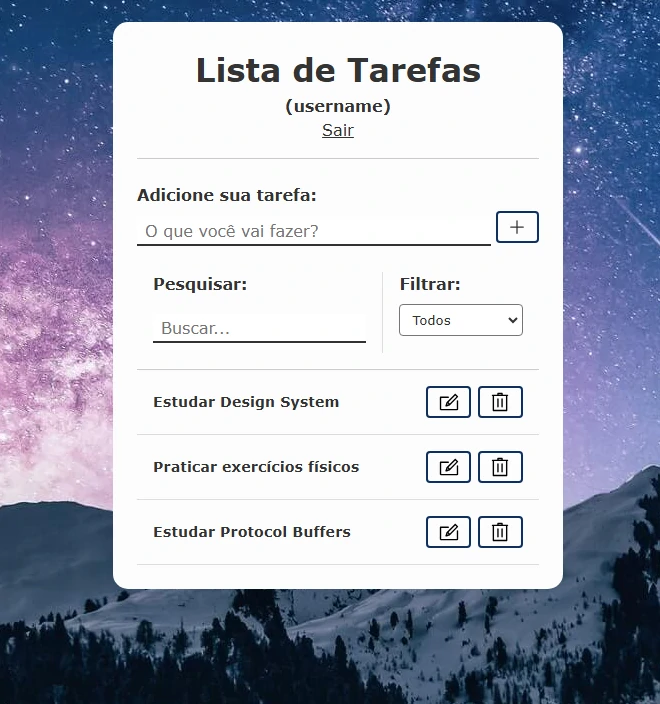 Lista de Tarefas
(username)
Sair
Adicione sua tarefa:
O que você vai fazer?
Pesquisar:
Filtrar:
Buscar...
Todos
Estudar Design System
Praticar exercícios físicos
Estudar Protocol Buffers